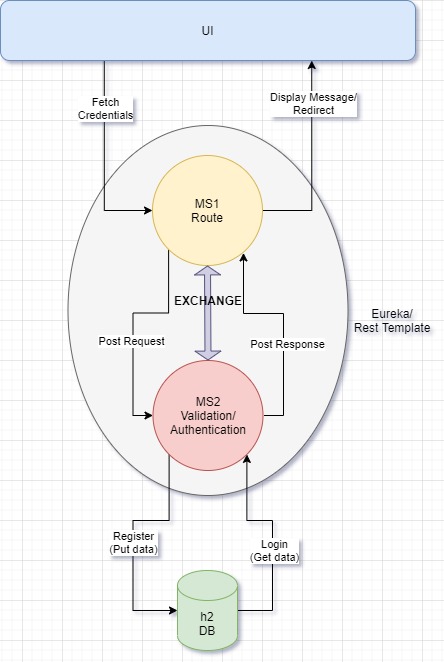 UI
Fetch
Credentials
Display Message/
Redirect
MS1
Route
EXCHANGE
Eureka/
Rest Template
Post Request
Post Response
MS2
Validation/
Authentication
Register
(Put data)
Login
(Get data)
h2
DB